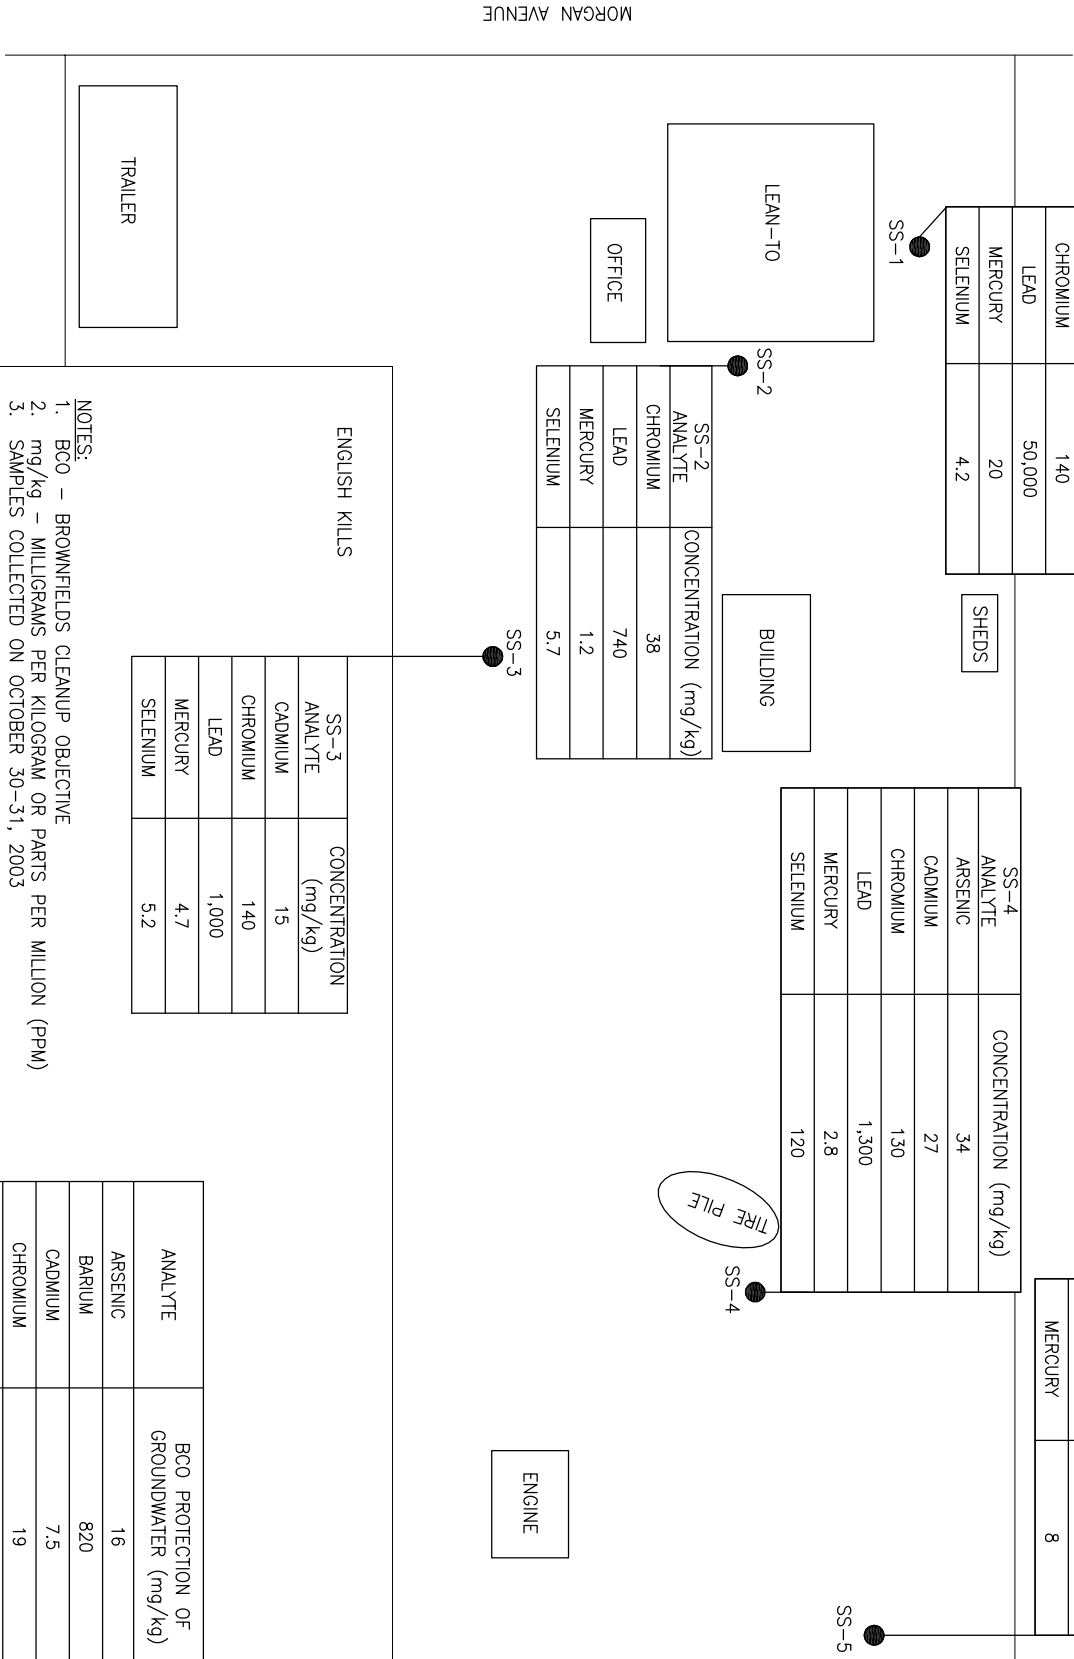 MORGAN AVENUE
CHROMIUM 140
LEAD 50,000
MERCURY 20
SELENIUM 4.2
SS-1
LEAN-TO
OFFICE
TRAILER
SHEDS
BUILDING
SS-2
SS-2
ANALYTE CONCENTRATION (mg/kg)
CHROMIUM 38
LEAD 740
MERCURY 1.2
SELENIUM 5.7
SS-3
SS-3
ANALYTE CONCENTRATION
(mg/kg)
CADMIUM 15
CHROMIUM 140
LEAD 1,000
MERCURY 4.7
SELENIUM 5.2
ENGLISH KILLS
SS-4
ANALYTE CONCENTRATION (mg/kg)
ARSENIC 34
CADMIUM 27
CHROMIUM 130
LEAD 1,300
MERCURY 2.8
SELENIUM 120
TIRE PILE
SS-4
MERCURY 8
SS-5
ENGINE
ANALYTE BCO PROTECTION OF
GROUNDWATER (mg/kg)
ARSENIC 16
BARIUM 820
CADMIUM 7.5
CHROMIUM 19
NOTES:
1. BCO - BROWNFIELDS CLEANUP OBJECTIVE
2. mg/kg - MILLIGRAMS PER KILOGRAM OR PARTS PER MILLION (PPM)
3. SAMPLES COLLECTED ON OCTOBER 30-31, 2003